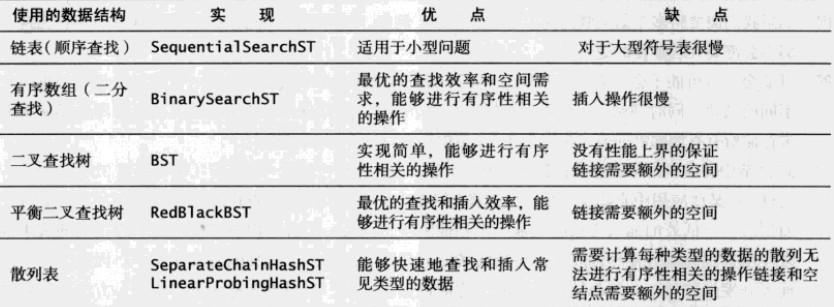 使用的数据结构 实 现 优 点 缺 点
链表(顺序查找) SequentialSearchST 适用于小型问题 对于大型符号表很慢
有序数组(二分
查找) BinarySearchST 最优的查找效率和空间需
求，能够进行有序性相关
的操作 插入操作很慢
二叉查找树 BST 实现简单，能够进行有序
性相关的操作 没有性能上界的保证
链接需要额外的空间
平衡二叉查找树 RedBlackBST 最优的查找和插入效率，能
够进行有序性相关的操作 链接需要额外的空间
散列表 SeparateChainHashST
LinearProbingHashST 能够快速地查找和插入常
见类型的数据 需要计算每种类型的数据的散列无
法进行有序性相关的操作链接和空
结点需要额外的空间